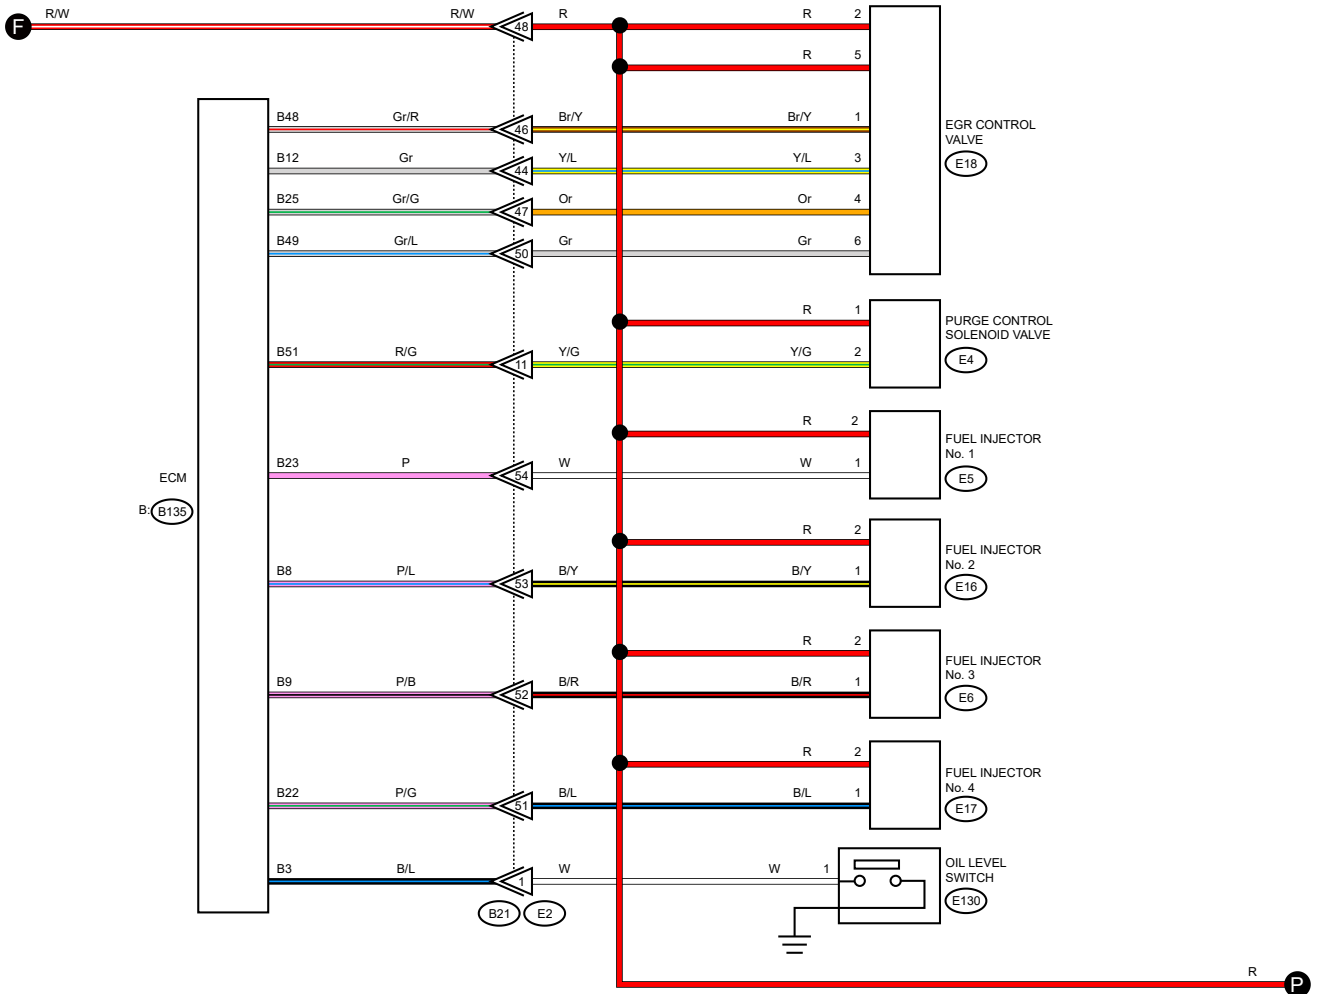 F R/W R/W 48 R R 2
R 5
B48 Gr/R 46 Br/Y Br/Y 1
EGR CONTROL
VALVE
E18
B12 Gr 44 Y/L Y/L 3
B25 Gr/G 47 Or Or 4
B49 Gr/L 50 Gr Gr 6
R 1
PURGE CONTROL
SOLENOID VALVE
E4
B51 R/G 11 Y/G Y/G 2
R 2
FUEL INJECTOR
No. 1
E5
B23 P 54 W W 1
ECM
B: B135
R 2
FUEL INJECTOR
No. 2
E16
B8 P/L 53 B/Y B/Y 1
R 2
FUEL INJECTOR
No. 3
E6
B9 P/B 52 B/R B/R 1
R 2
FUEL INJECTOR
No. 4
E17
B22 P/G 51 B/L B/L 1
OIL LEVEL
SWITCH
E130
B3 B/L 1 W W 1
B21 E2
R P